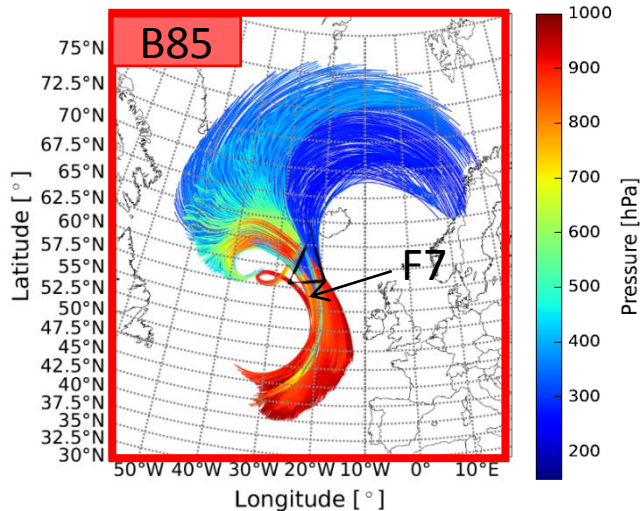 B85
F7
75°N
72.5°N
70°N
67.5°N
65°N
62.5°N
60°N
57.5°N
55°N
52.5°N
50°N
47.5°N
45°N
42.5°N
40°N
37.5°N
35°N
32.5°N
30°N
Latitude [°]
50°W 40°W 30°W 20°W 10°W 0° 10°E
Longitude [°]
1000
900
800
700
600
500
400
300
200
Pressure [hPa]